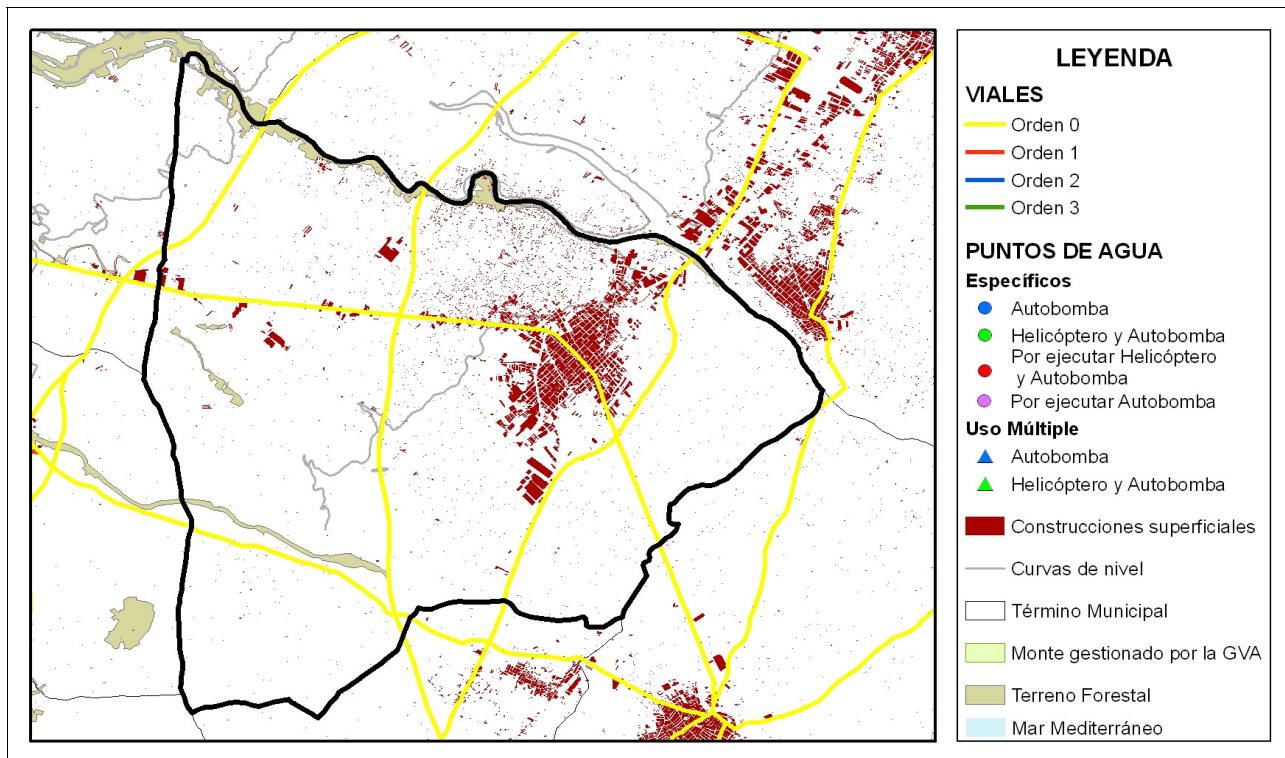 LEYENDA
VIALES
Orden 0
Orden 1
Orden 2
Orden 3
PUNTOS DE AGUA
Específicos
Autobomba
Helicóptero y Autobomba
Por ejecutar Helicóptero
y Autobomba
Por ejecutar Autobomba
Uso Múltiple
Autobomba
Helicóptero y Autobomba
Construcciones superficiales
Curvas de nivel
Término Municipal
Monte gestionado por la GVA
Terreno Forestal
Mar Mediterráneo